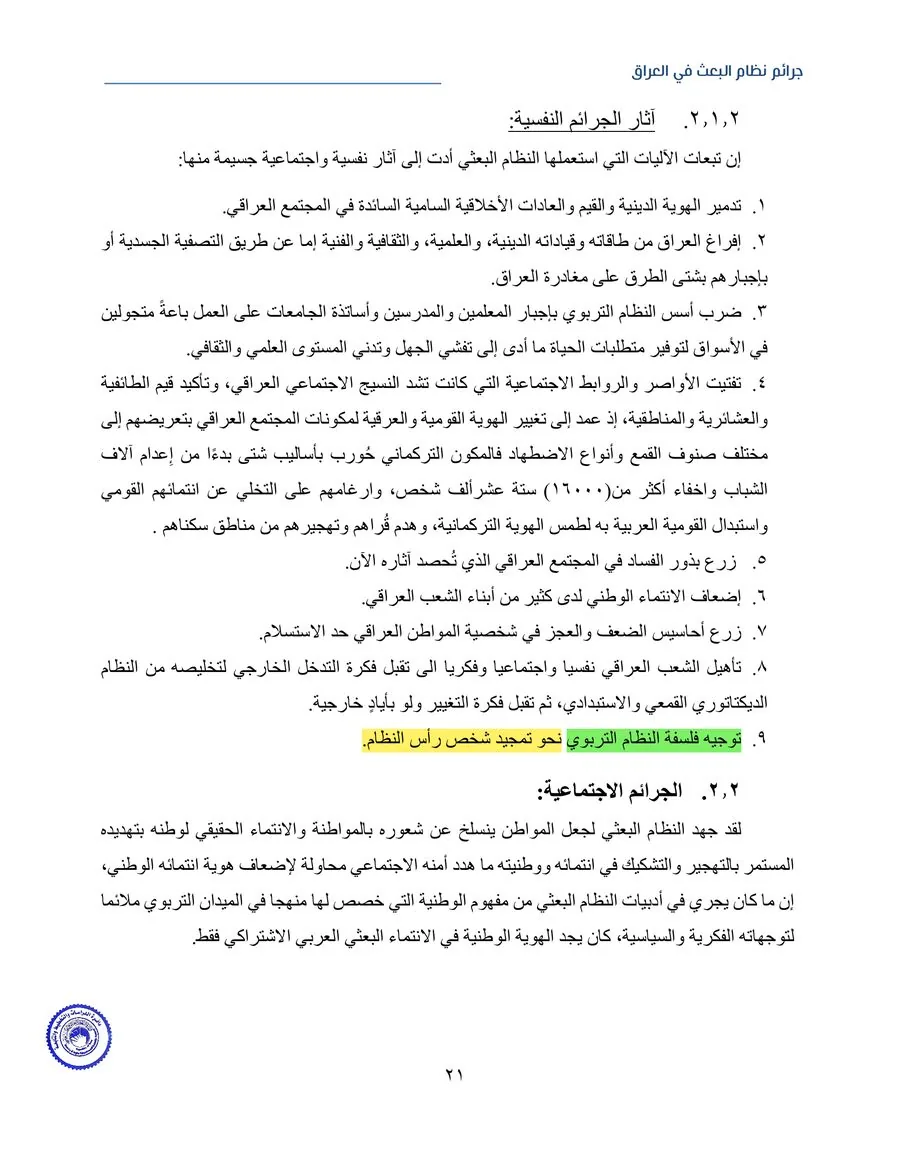 جرائم نظام البعث في العراق
٢,١,٢. آثار الجرائم النفسية:
إن تبعات الآليات التي استعملها النظام البعثي أدت إلى آثار نفسية واجتماعية جسيمة منها:
١. تدمير الهوية الدينية والقيم والعادات الأخلاقية السامية السائدة في المجتمع العراقي.
٢. إفراغ العراق من طاقاته وقياداته الدينية، والعلمية، والثقافية والفنية إما عن طريق التصفية الجسدية أو
بإجبارهم بشتى الطرق على مغادرة العراق.
٣. ضرب أسس النظام التربوي بإجبار المعلمين والمدرسين وأساتذة الجامعات على العمل باعةً متجولين
في الأسواق لتوفير متطلبات الحياة ما أدى إلى تفشي الجهل وتدني المستوى العلمي والثقافي.
٤. تفتيت الأواصر والروابط الاجتماعية التي كانت تشد النسيج الاجتماعي العراقي، وتأكيد قيم الطائفية
والعشائرية والمناطقية، إذ عمد إلى تغيير الهوية القومية والعرقية لمكونات المجتمع العراقي بتعريضهم إلى
مختلف صنوف القمع وأنواع الاضطهاد فالمكون التركماني حُورب بأساليب شتى بدءًا من إِعدام آلاف
الشباب واخفاء أكثر من(١٦٠٠٠) ستة عشرألف شخص، وارغامهم على التخلي عن انتمائهم القومي
واستبدال القومية العربية به لطمس الهوية التركمانية، وهدم قُراهم وتهجيرهم من مناطق سكناهم .
٥. زرع بذور الفساد في المجتمع العراقي الذي تُحصد آثاره الآن.
٦. إضعاف الانتماء الوطني لدى كثير من أبناء الشعب العراقي.
٧. زرع أحاسيس الضعف والعجز في شخصية المواطن العراقي حد الاستسلام.
٨. تأهيل الشعب العراقي نفسيا واجتماعيا وفكريا الى تقبل فكرة التدخل الخارجي لتخليصه من النظام
الديكتاتوري القمعي والاستبدادي، ثم تقبل فكرة التغيير ولو بأيادٍ خارجية.
٩. توجيه فلسفة النظام التربوي نحو تمجيد شخص رأس النظام.
٢,٢. الجرائم الاجتماعية:
لقد جهد النظام البعثي لجعل المواطن ينسلخ عن شعوره بالمواطنة والانتماء الحقيقي لوطنه بتهديده
المستمر بالتهجير والتشكيك في انتمائه ووطنيته ما هدد أمنه الاجتماعي محاولة لإضعاف هوية انتمائه الوطني،
إن ما كان يجري في أدبيات النظام البعثي من مفهوم الوطنية التي خصص لها منهجا في الميدان التربوي ملائما
لتوجهاته الفكرية والسياسية، كان يجد الهوية الوطنية في الانتماء البعثي العربي الاشتراكي فقط.
٢١